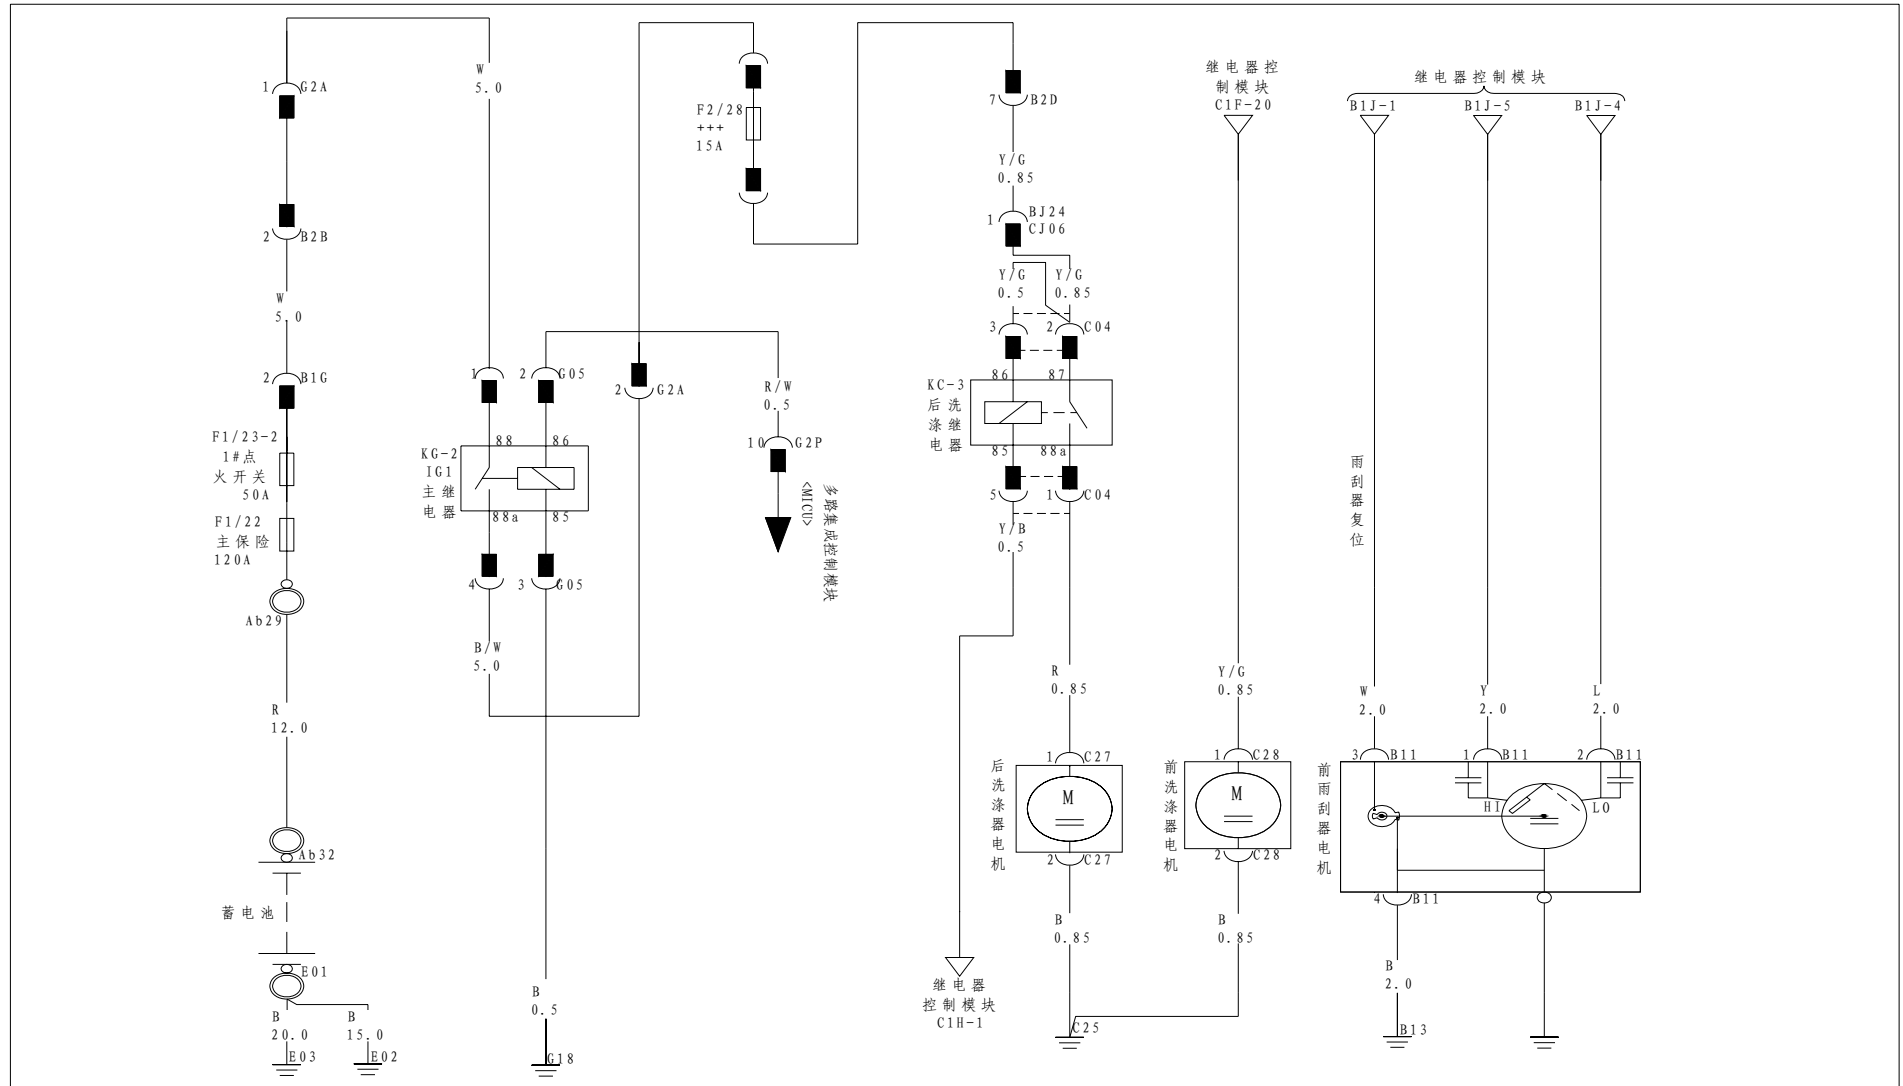 1 G2A
2 B2B
W
5.0
2 B1G
F1/23-2
1#点
火开关
50A
F1/22
主保险
120A
Ab29
R
12.0
Ab32
蓄电池
E01
B
20.0
E03
B
15.0
E02
W
5.0
1
2 G05
88
86
KG-2
IG1
主继
电器
88a
85
4
3 G05
B/W
5.0
B
0.5
G18
2 G2A
F2/28
+++
15A
R/W
0.5
10 G2P
多路集成控制模块
<MICU>
7 B2D
Y/G
0.85
1
BJ24
CJ06
Y/G
0.5
Y/G
0.85
3
2 C04
86
87
KC-3
后洗
涤继
电器
85
88a
5
1 C04
Y/B
0.5
继电器
控制模块
C1H-1
R
0.85
1 C27
后洗涤器电机
M
2 C27
B
0.85
C25
继电器控
制模块
C1F-20
Y/G
0.85
1 C28
前洗涤器电机
M
2 C28
B
0.85
继电器控制模块
B1J-1
B1J-5
B1J-4
雨刮器复位
W
2.0
Y
2.0
L
2.0
3 B11
1 B11
2 B11
前雨刮器电机
HI
LO
4 B11
B
2.0
B13